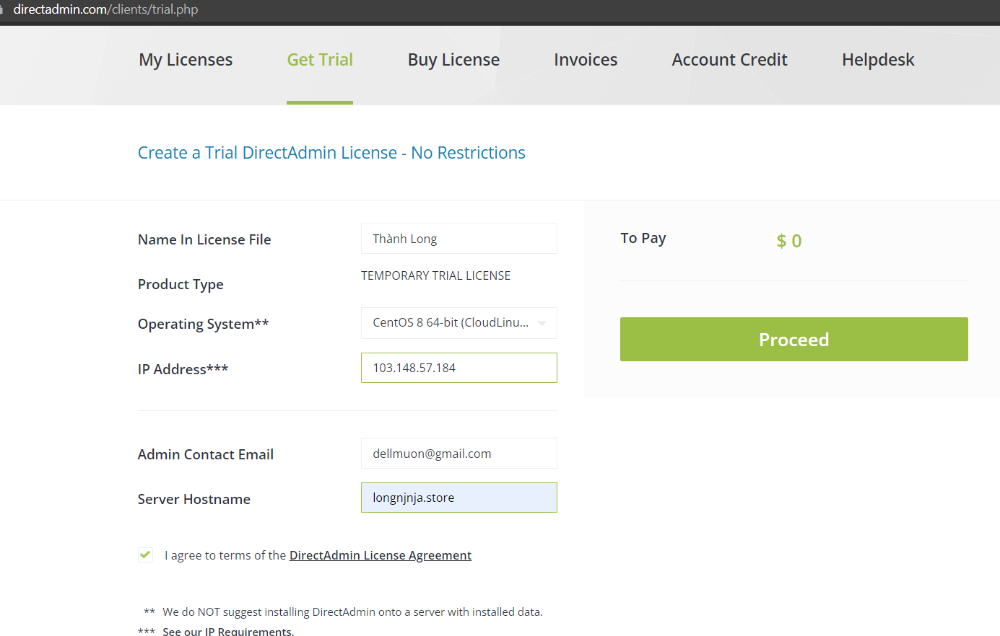 directadmin.com/clients/trial.php
My Licenses Get Trial Buy License Invoices Account Credit Helpdesk
Create a Trial DirectAdmin License - No Restrictions
Name In License File Thành Long
Product Type TEMPORARY TRIAL LICENSE
Operating System** CentOS 8 64-bit (CloudLinu...
IP Address*** 103.148.57.184
Admin Contact Email dellmuon@gmail.com
Server Hostname longnjnja.store
I agree to terms of the DirectAdmin License Agreement
** We do NOT suggest installing DirectAdmin onto a server with installed data.
*** See our IP Requirements.
To Pay $ 0
Proceed